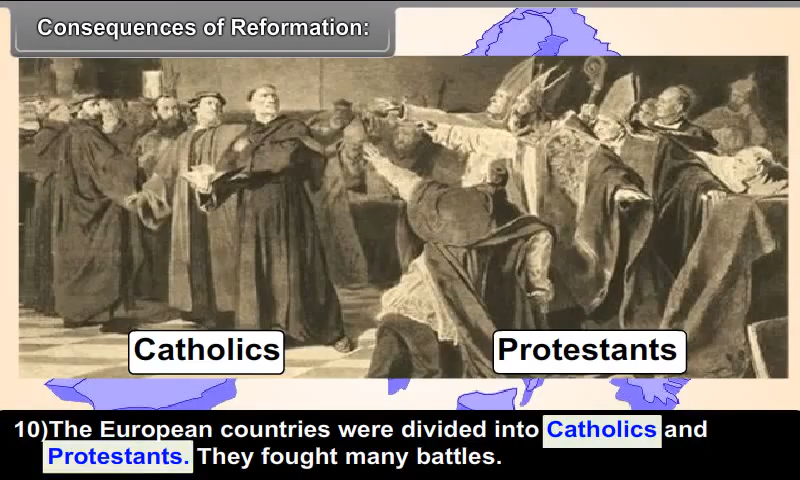 Consequences of Reformation:
Catholics
Protestants
10)The European countries were divided into Catholics and
Protestants. They fought many battles.